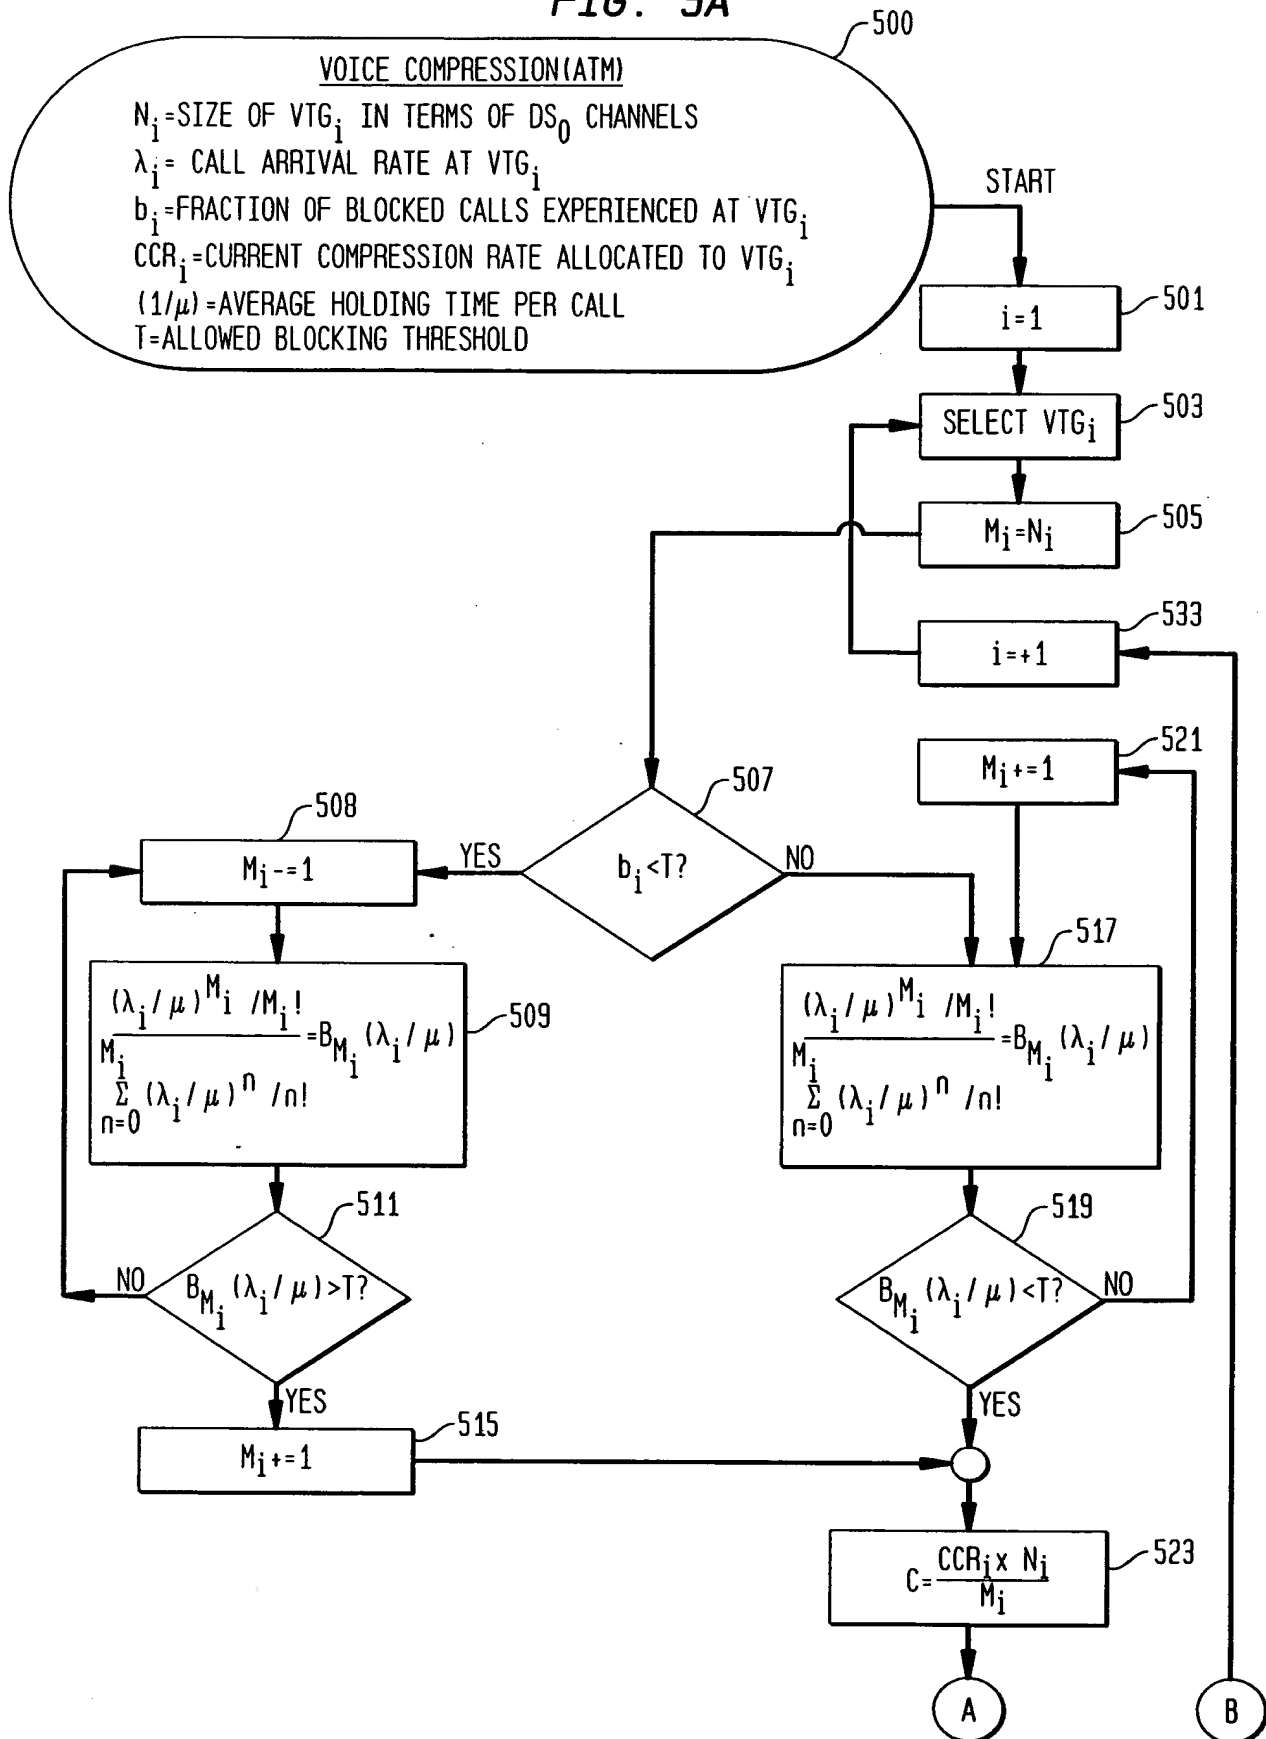 FIG. 5A
500
VOICE COMPRESSION(ATM)
Nᵢ=SIZE OF VTGᵢ IN TERMS OF DS₀ CHANNELS
λᵢ= CALL ARRIVAL RATE AT VTGᵢ
bᵢ=FRACTION OF BLOCKED CALLS EXPERIENCED AT VTGᵢ
CCRᵢ=CURRENT COMPRESSION RATE ALLOCATED TO VTGᵢ
(1/μ)=AVERAGE HOLDING TIME PER CALL
T=ALLOWED BLOCKING THRESHOLD
START
501
i=1
503
SELECT VTGᵢ
505
Mᵢ=Nᵢ
533
i=+1
521
Mᵢ+=1
507
bᵢ<T?
YES
NO
508
Mᵢ-=1
509
(λᵢ/μ)^Mᵢ /Mᵢ!
=B_Mᵢ (λᵢ/μ)
Mᵢ
Σ (λᵢ/μ)ⁿ /n!
n=0
517
(λᵢ/μ)^Mᵢ /Mᵢ!
=B_Mᵢ (λᵢ/μ)
Mᵢ
Σ (λᵢ/μ)ⁿ /n!
n=0
511
B_Mᵢ (λᵢ/μ)>T?
NO
YES
519
B_Mᵢ (λᵢ/μ)<T?
NO
YES
515
Mᵢ+=1
523
C= CCRᵢ x Nᵢ
Mᵢ
A
B